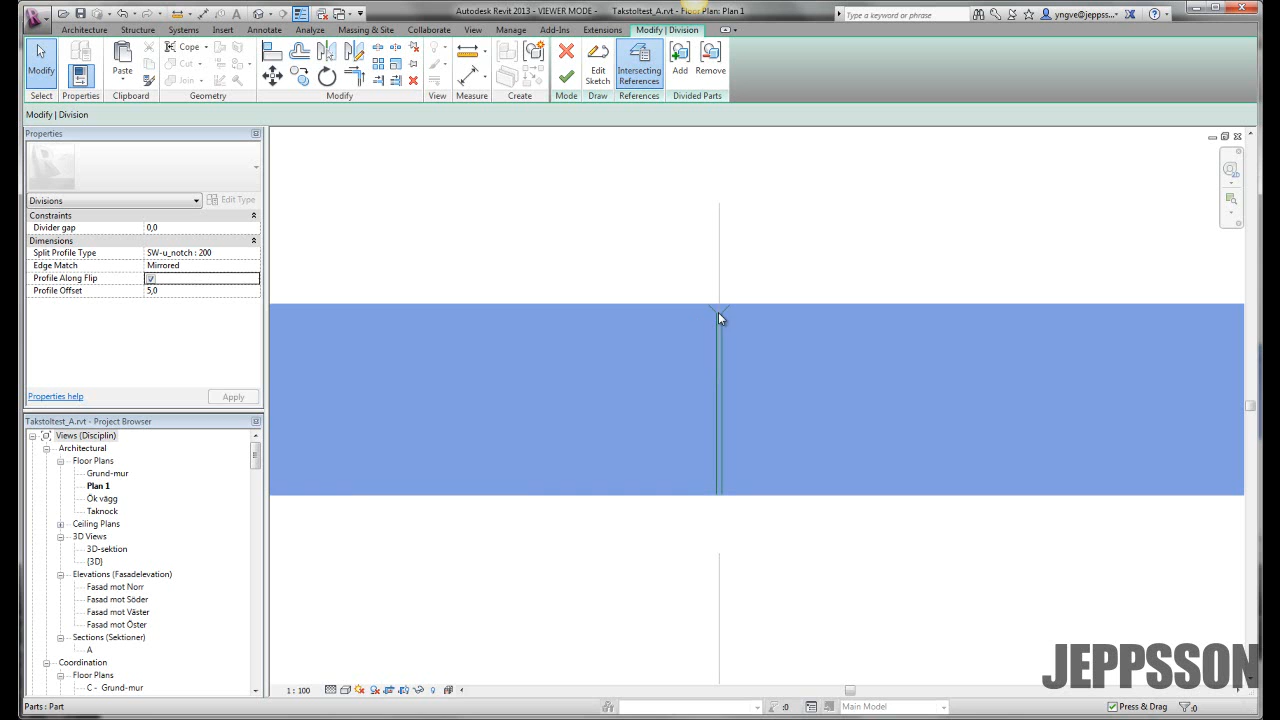 Autodesk Revit 2013 - VIEWER MODE - Takstoltest_A.rvt - Floor Plan: Plan 1
Type a keyword or phrase
yngve@jeppss...
Architecture Structure Systems Insert Annotate Analyze Massing & Site Collaborate View Manage Add-Ins Extensions Modify | Division
Modify Paste Cope Cut Join Edit Sketch Intersecting References Add Remove
Select Properties Clipboard Geometry Modify View Measure Create Mode Draw References Divided Parts
Modify | Division
Properties
Divisions Edit Type
Constraints
Divider gap 0,0
Dimensions
Split Profile Type SW-u_notch : 200
Edge Match Mirrored
Profile Along Flip
Profile Offset 5,0
Properties help Apply
Takstoltest_A.rvt - Project Browser
Views (Disciplin)
Architectural
Floor Plans
Grund-mur
Plan 1
Ök vägg
Taknock
Ceiling Plans
3D Views
3D-sektion
{3D}
Elevations (Fasadelevation)
Fasad mot Norr
Fasad mot Söder
Fasad mot Väster
Fasad mot Öster
Sections (Sektioner)
A
Coordination
Floor Plans
C - Grund-mur
1 : 100
JEPPSSON
Parts : Part :0 Main Model Press & Drag :0